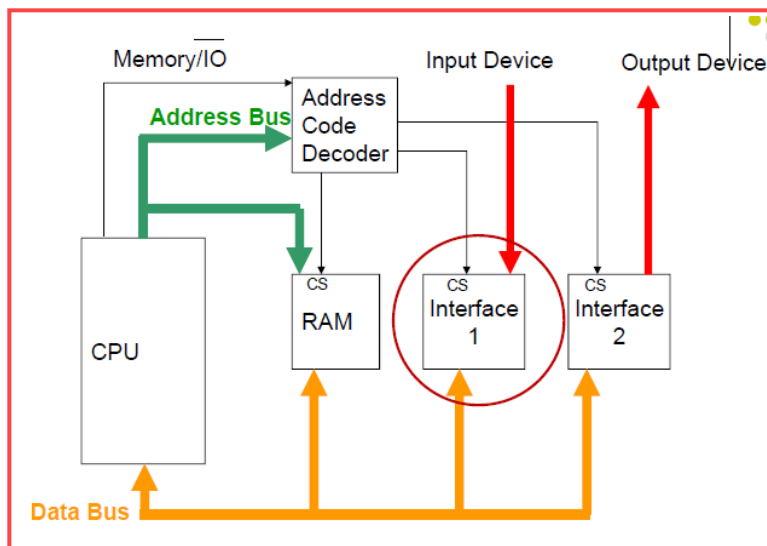 Memory/I̅O̅
Input Device
Output Device
Address Bus
Address
Code
Decoder
CS
RAM
CS
Interface
1
CS
Interface
2
CPU
Data Bus